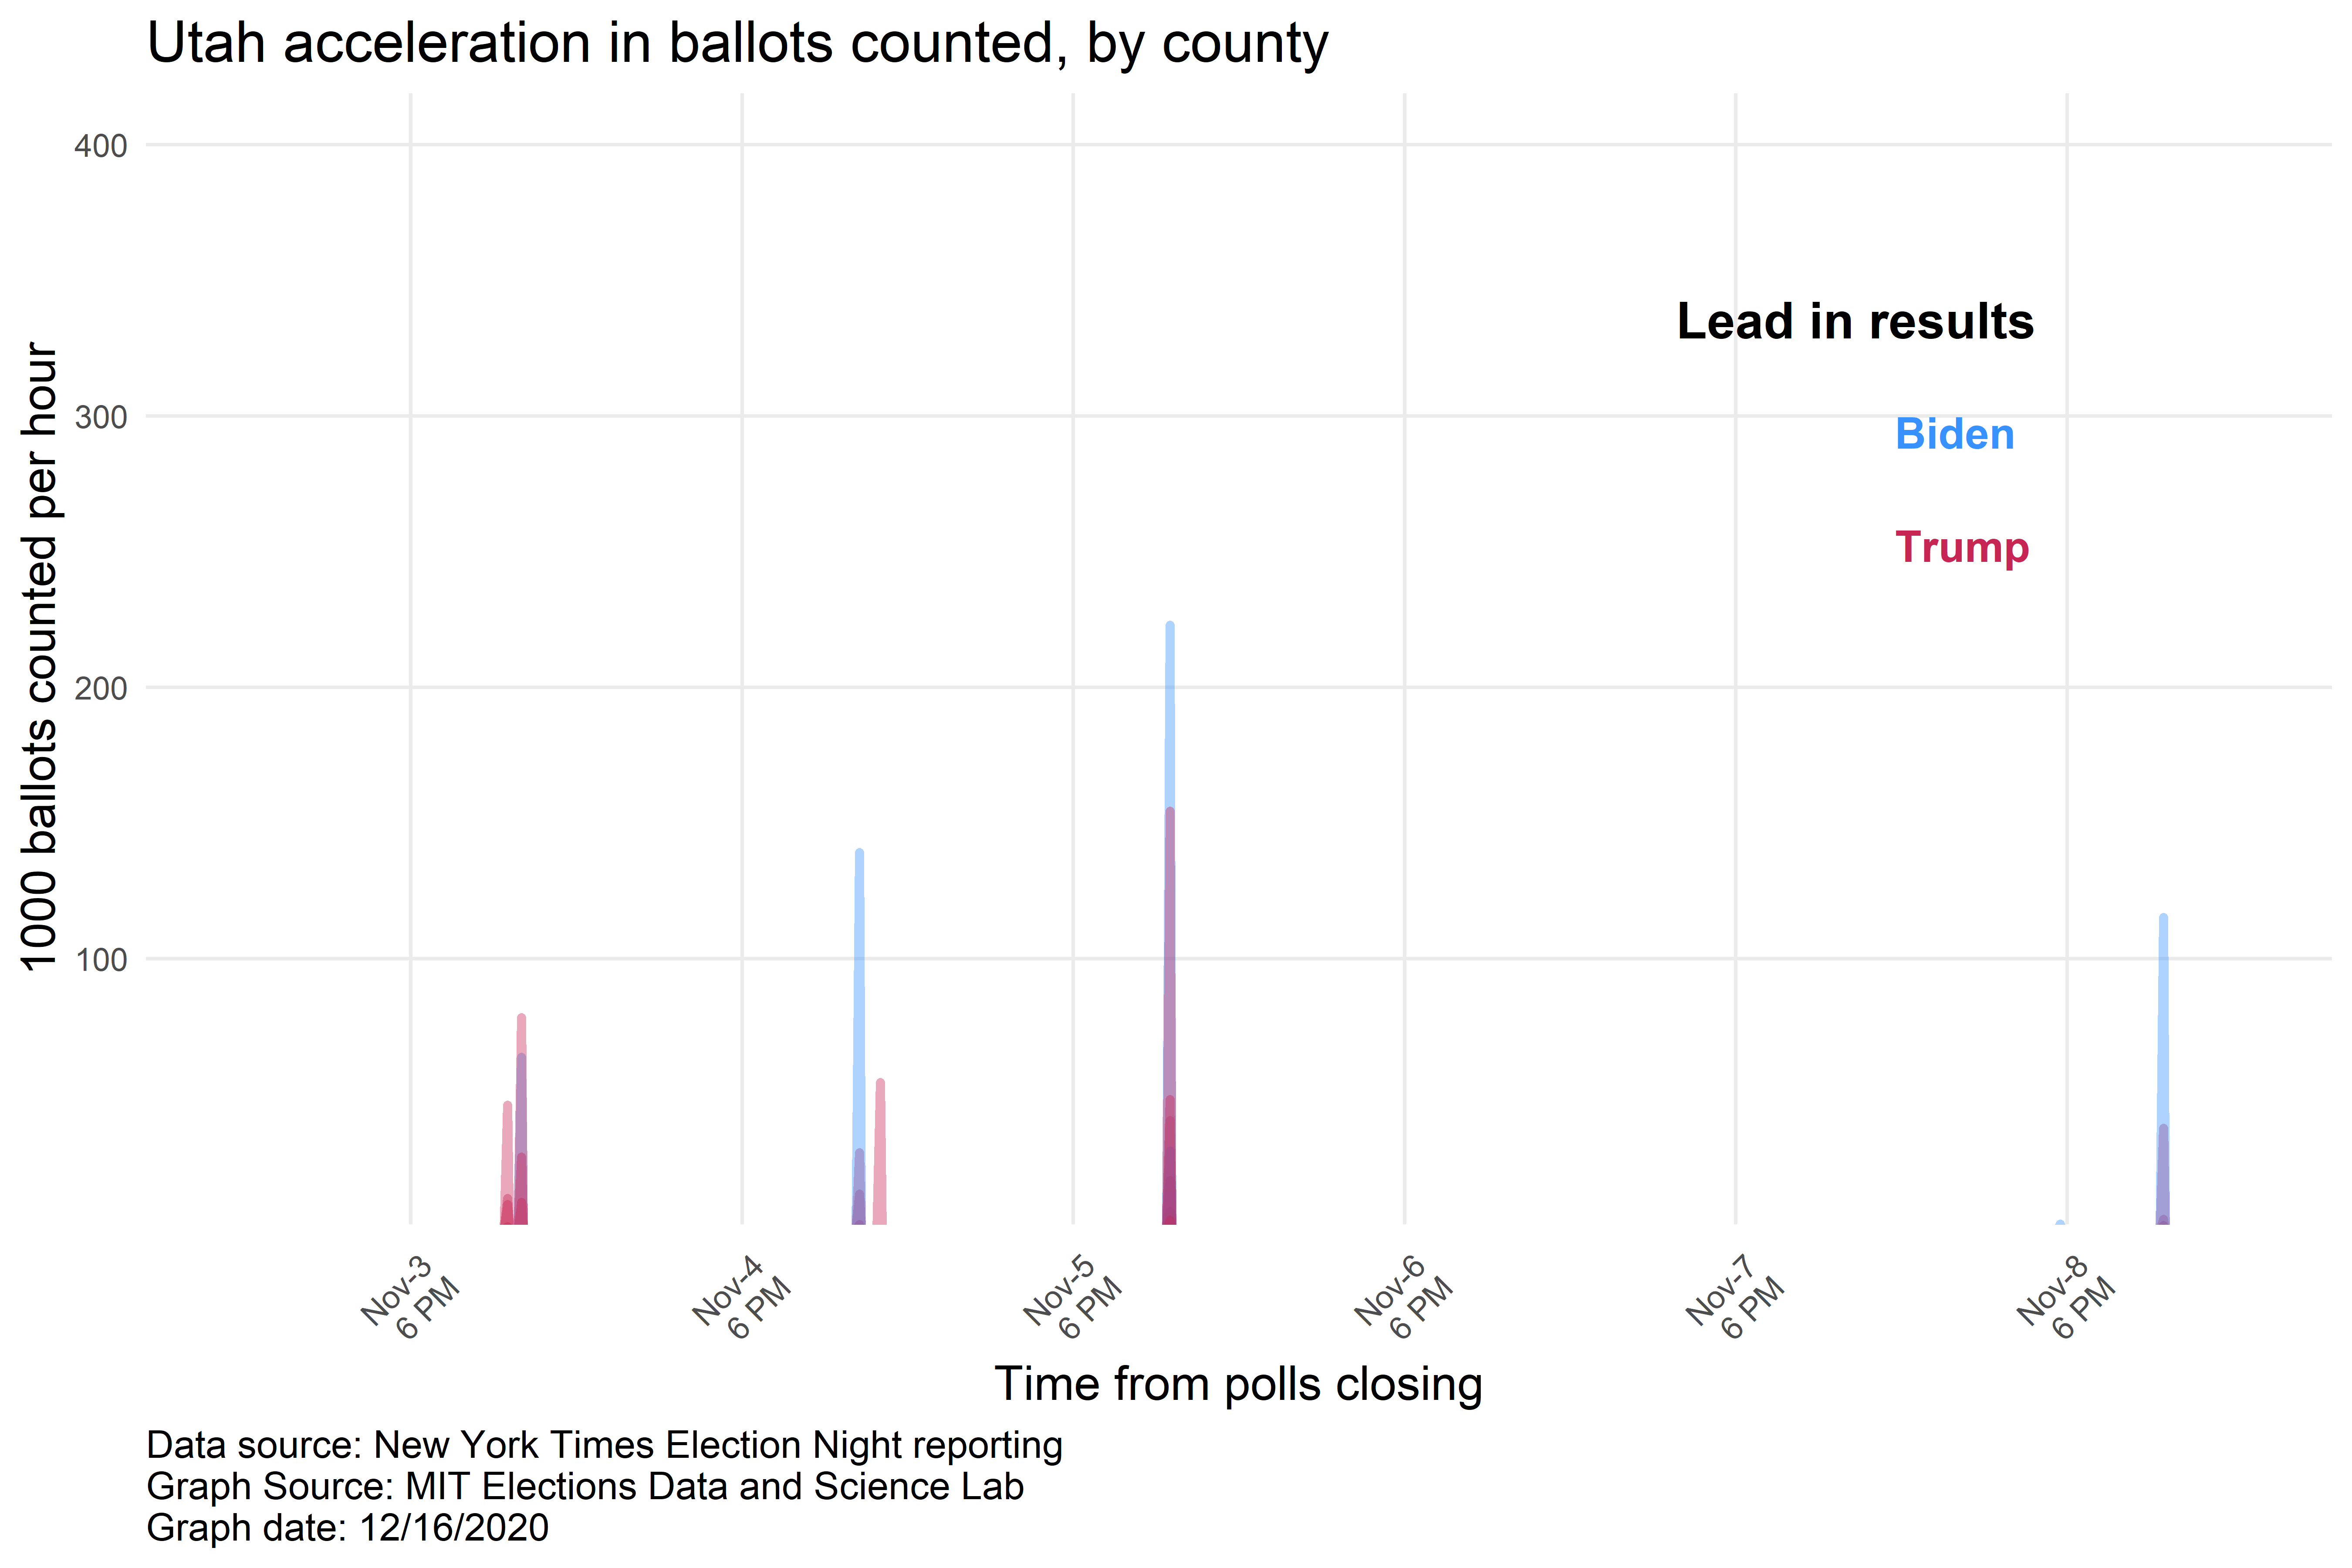 Utah acceleration in ballots counted, by county
1000 ballots counted per hour
400
300
200
100
Lead in results
Biden
Trump
Nov-3
6 PM
Nov-4
6 PM
Nov-5
6 PM
Nov-6
6 PM
Nov-7
6 PM
Nov-8
6 PM
Time from polls closing
Data source: New York Times Election Night reporting
Graph Source: MIT Elections Data and Science Lab
Graph date: 12/16/2020